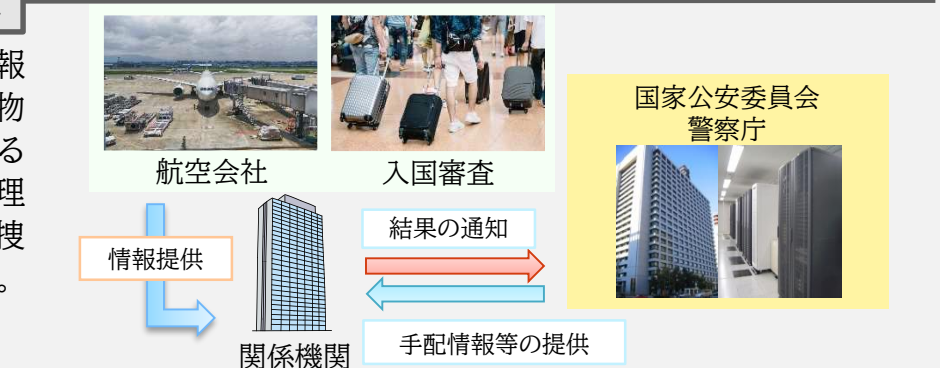 報
物
る
理
捜
。
航空会社
入国審査
国家公安委員会
警察庁
情報提供
結果の通知
関係機関
手配情報等の提供